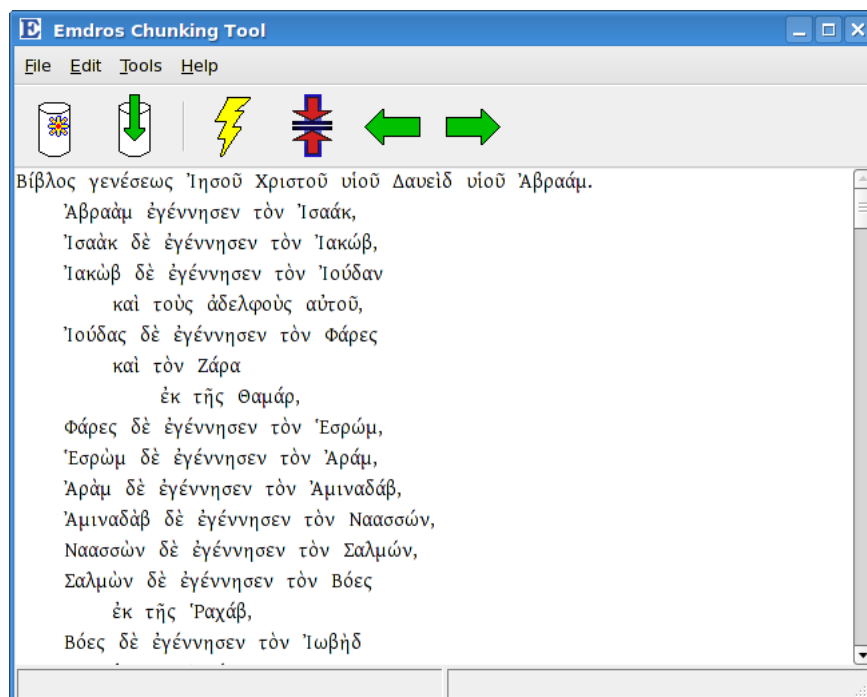 E Emdros Chunking Tool
File Edit Tools Help
Βίβλος γενέσεως Ἰησοῦ Χριστοῦ υἱοῦ Δαυεὶδ υἱοῦ Ἀβραάμ.
Ἀβραὰμ ἐγέννησεν τὸν Ἰσαάκ,
Ἰσαὰκ δὲ ἐγέννησεν τὸν Ἰακώβ,
Ἰακὼβ δὲ ἐγέννησεν τὸν Ἰούδαν
καὶ τοὺς ἀδελφοὺς αὐτοῦ,
Ἰούδας δὲ ἐγέννησεν τὸν Φάρες
καὶ τὸν Ζάρα
ἐκ τῆς Θαμάρ,
Φάρες δὲ ἐγέννησεν τὸν Ἑσρώμ,
Ἑσρὼμ δὲ ἐγέννησεν τὸν Ἀράμ,
Ἀρὰμ δὲ ἐγέννησεν τὸν Ἀμιναδάβ,
Ἀμιναδὰβ δὲ ἐγέννησεν τὸν Ναασσών,
Ναασσὼν δὲ ἐγέννησεν τὸν Σαλμών,
Σαλμὼν δὲ ἐγέννησεν τὸν Βόες
ἐκ τῆς Ῥαχάβ,
Βόες δὲ ἐγέννησεν τὸν Ἰωβὴδ